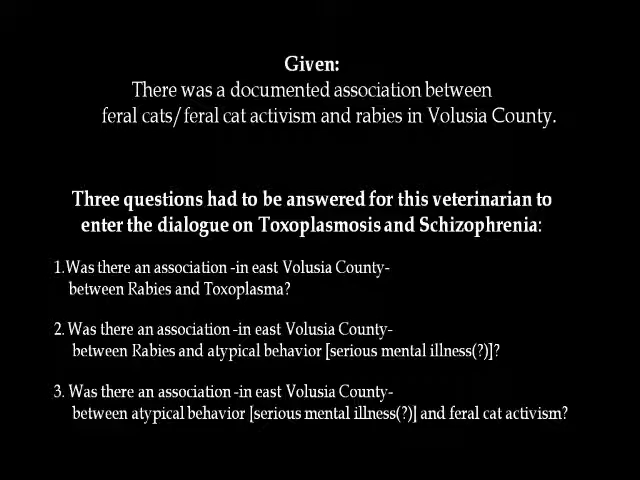 Given:
There was a documented association between
feral cats/feral cat activism and rabies in Volusia County.
Three questions had to be answered for this veterinarian to
enter the dialogue on Toxoplasmosis and Schizophrenia:
1.Was there an association -in east Volusia County-
between Rabies and Toxoplasma?
2. Was there an association -in east Volusia County-
between Rabies and atypical behavior [serious mental illness(?)]?
3. Was there an association -in east Volusia County-
between atypical behavior [serious mental illness(?)] and feral cat activism?